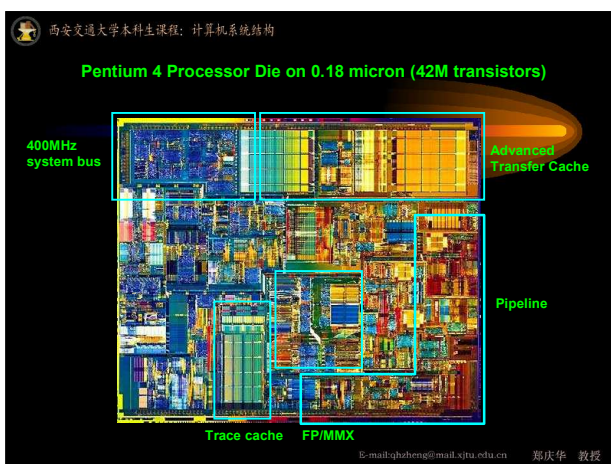 西安交通大学本科生课程：计算机系统结构
Pentium 4 Processor Die on 0.18 micron (42M transistors)
400MHz
system bus
Advanced
Transfer Cache
Pipeline
Trace cache
FP/MMX
E-mail:qhzheng@mail.xjtu.edu.cn 郑庆华 教授